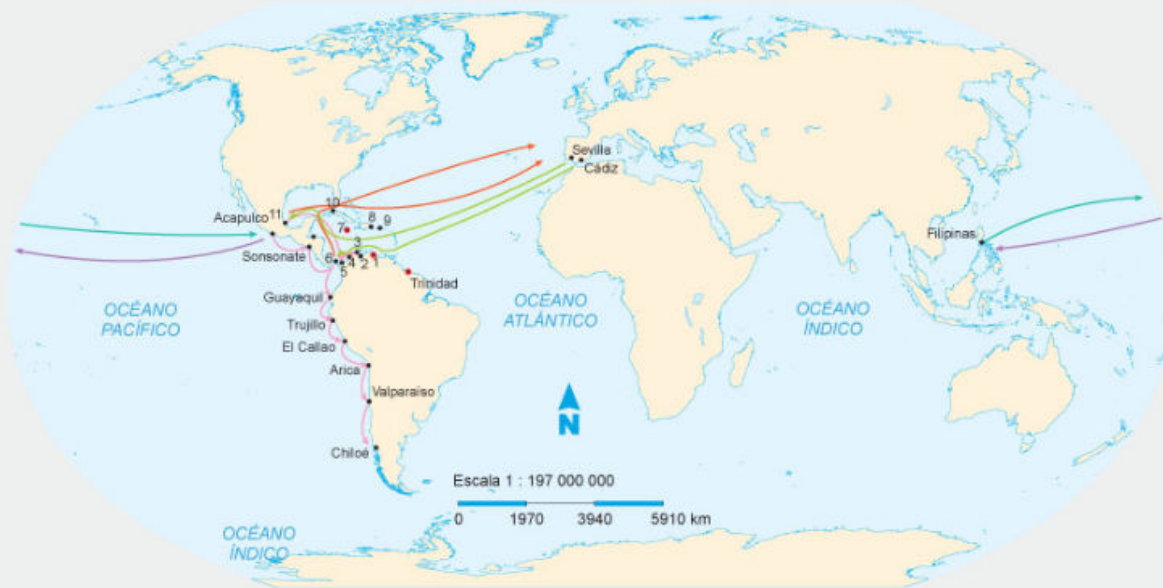 Sevilla
Cádiz
10
Acapulco
11
8
9
7
Filipinas
3
Sonsonate
6
4
2
1
5
Trinidad
Guayaquil
OCÉANO
PACÍFICO
OCÉANO
ATLÁNTICO
OCÉANO
ÍNDICO
Trujillo
El Callao
Arica
Valparaíso
N
Chiloé
Escala 1 : 197 000 000
0 1970 3940 5910 km
OCÉANO
ÍNDICO